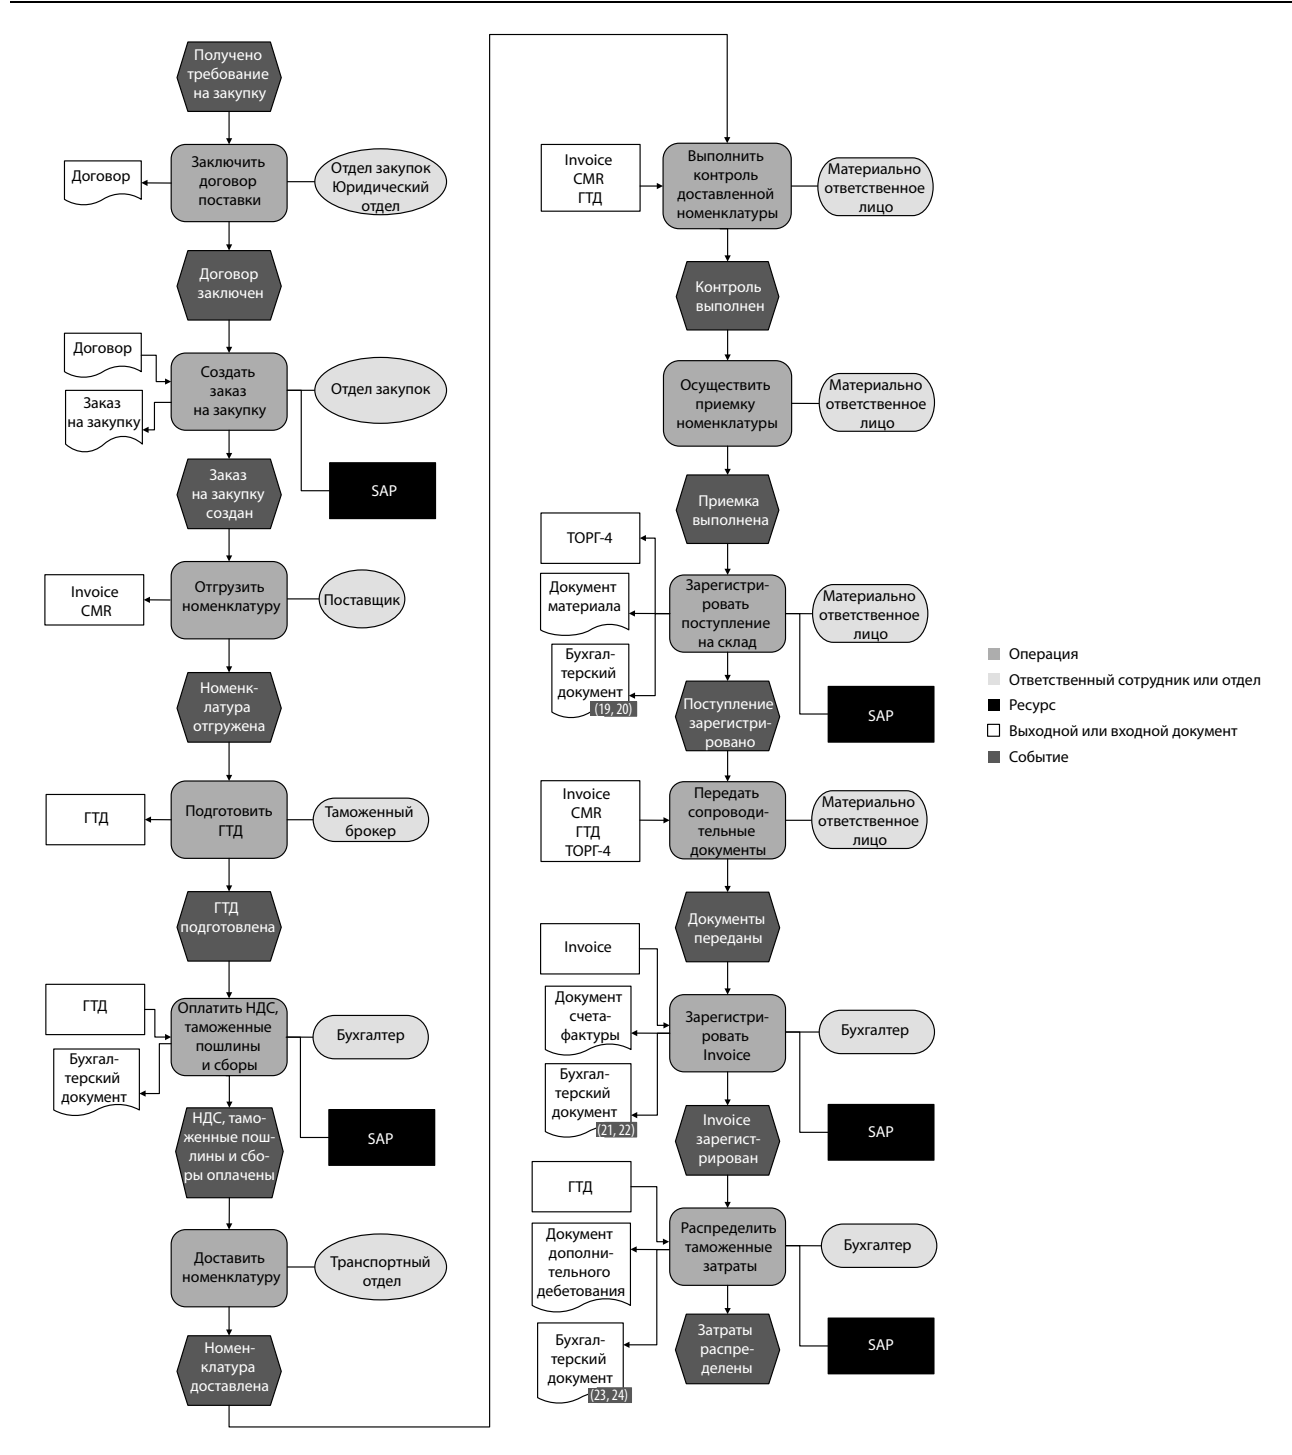 Получено
требование
на закупку
Договор
Заключить
договор
поставки
Отдел закупок
Юридический
отдел
Договор
заключен
Договор
Заказ
на закупку
Создать
заказ
на закупку
Отдел закупок
SAP
Заказ
на закупку
создан
Invoice
CMR
Отгрузить
номенклатуру
Поставщик
Номенк-
латура
отгружена
ГТД
Подготовить
ГТД
Таможенный
брокер
ГТД
подготовлена
ГТД
Бухгал-
терский
документ
Оплатить НДС,
таможенные
пошлины
и сборы
Бухгалтер
SAP
НДС, тамо-
женные пош-
лины и сбо-
ры оплачены
Доставить
номенклатуру
Транспортный
отдел
Номен-
клатура
доставлена
Invoice
CMR
ГТД
Выполнить
контроль
доставленной
номенклатуры
Материально
ответственное
лицо
Контроль
выполнен
Осуществить
приемку
номенклатуры
Материально
ответственное
лицо
Приемка
выполнена
ТОРГ-4
Документ
материала
Бухгал-
терский
документ
(19, 20)
Зарегистри-
ровать
поступление
на склад
Материально
ответственное
лицо
SAP
Поступление
зарегистри-
ровано
Invoice
CMR
ГТД
ТОРГ-4
Передать
сопроводи-
тельные
документы
Материально
ответственное
лицо
Документы
переданы
Invoice
Документ
счета-
фактуры
Бухгал-
терский
документ
(21, 22)
Зарегистри-
ровать
Invoice
Бухгалтер
SAP
Invoice
зарегист-
рирован
ГТД
Документ
дополни-
тельного
дебетования
Бухгал-
терский
документ
(23, 24)
Распределить
таможенные
затраты
Бухгалтер
SAP
Затраты
распре-
делены
Операция
Ответственный сотрудник или отдел
Ресурс
Выходной или входной документ
Событие